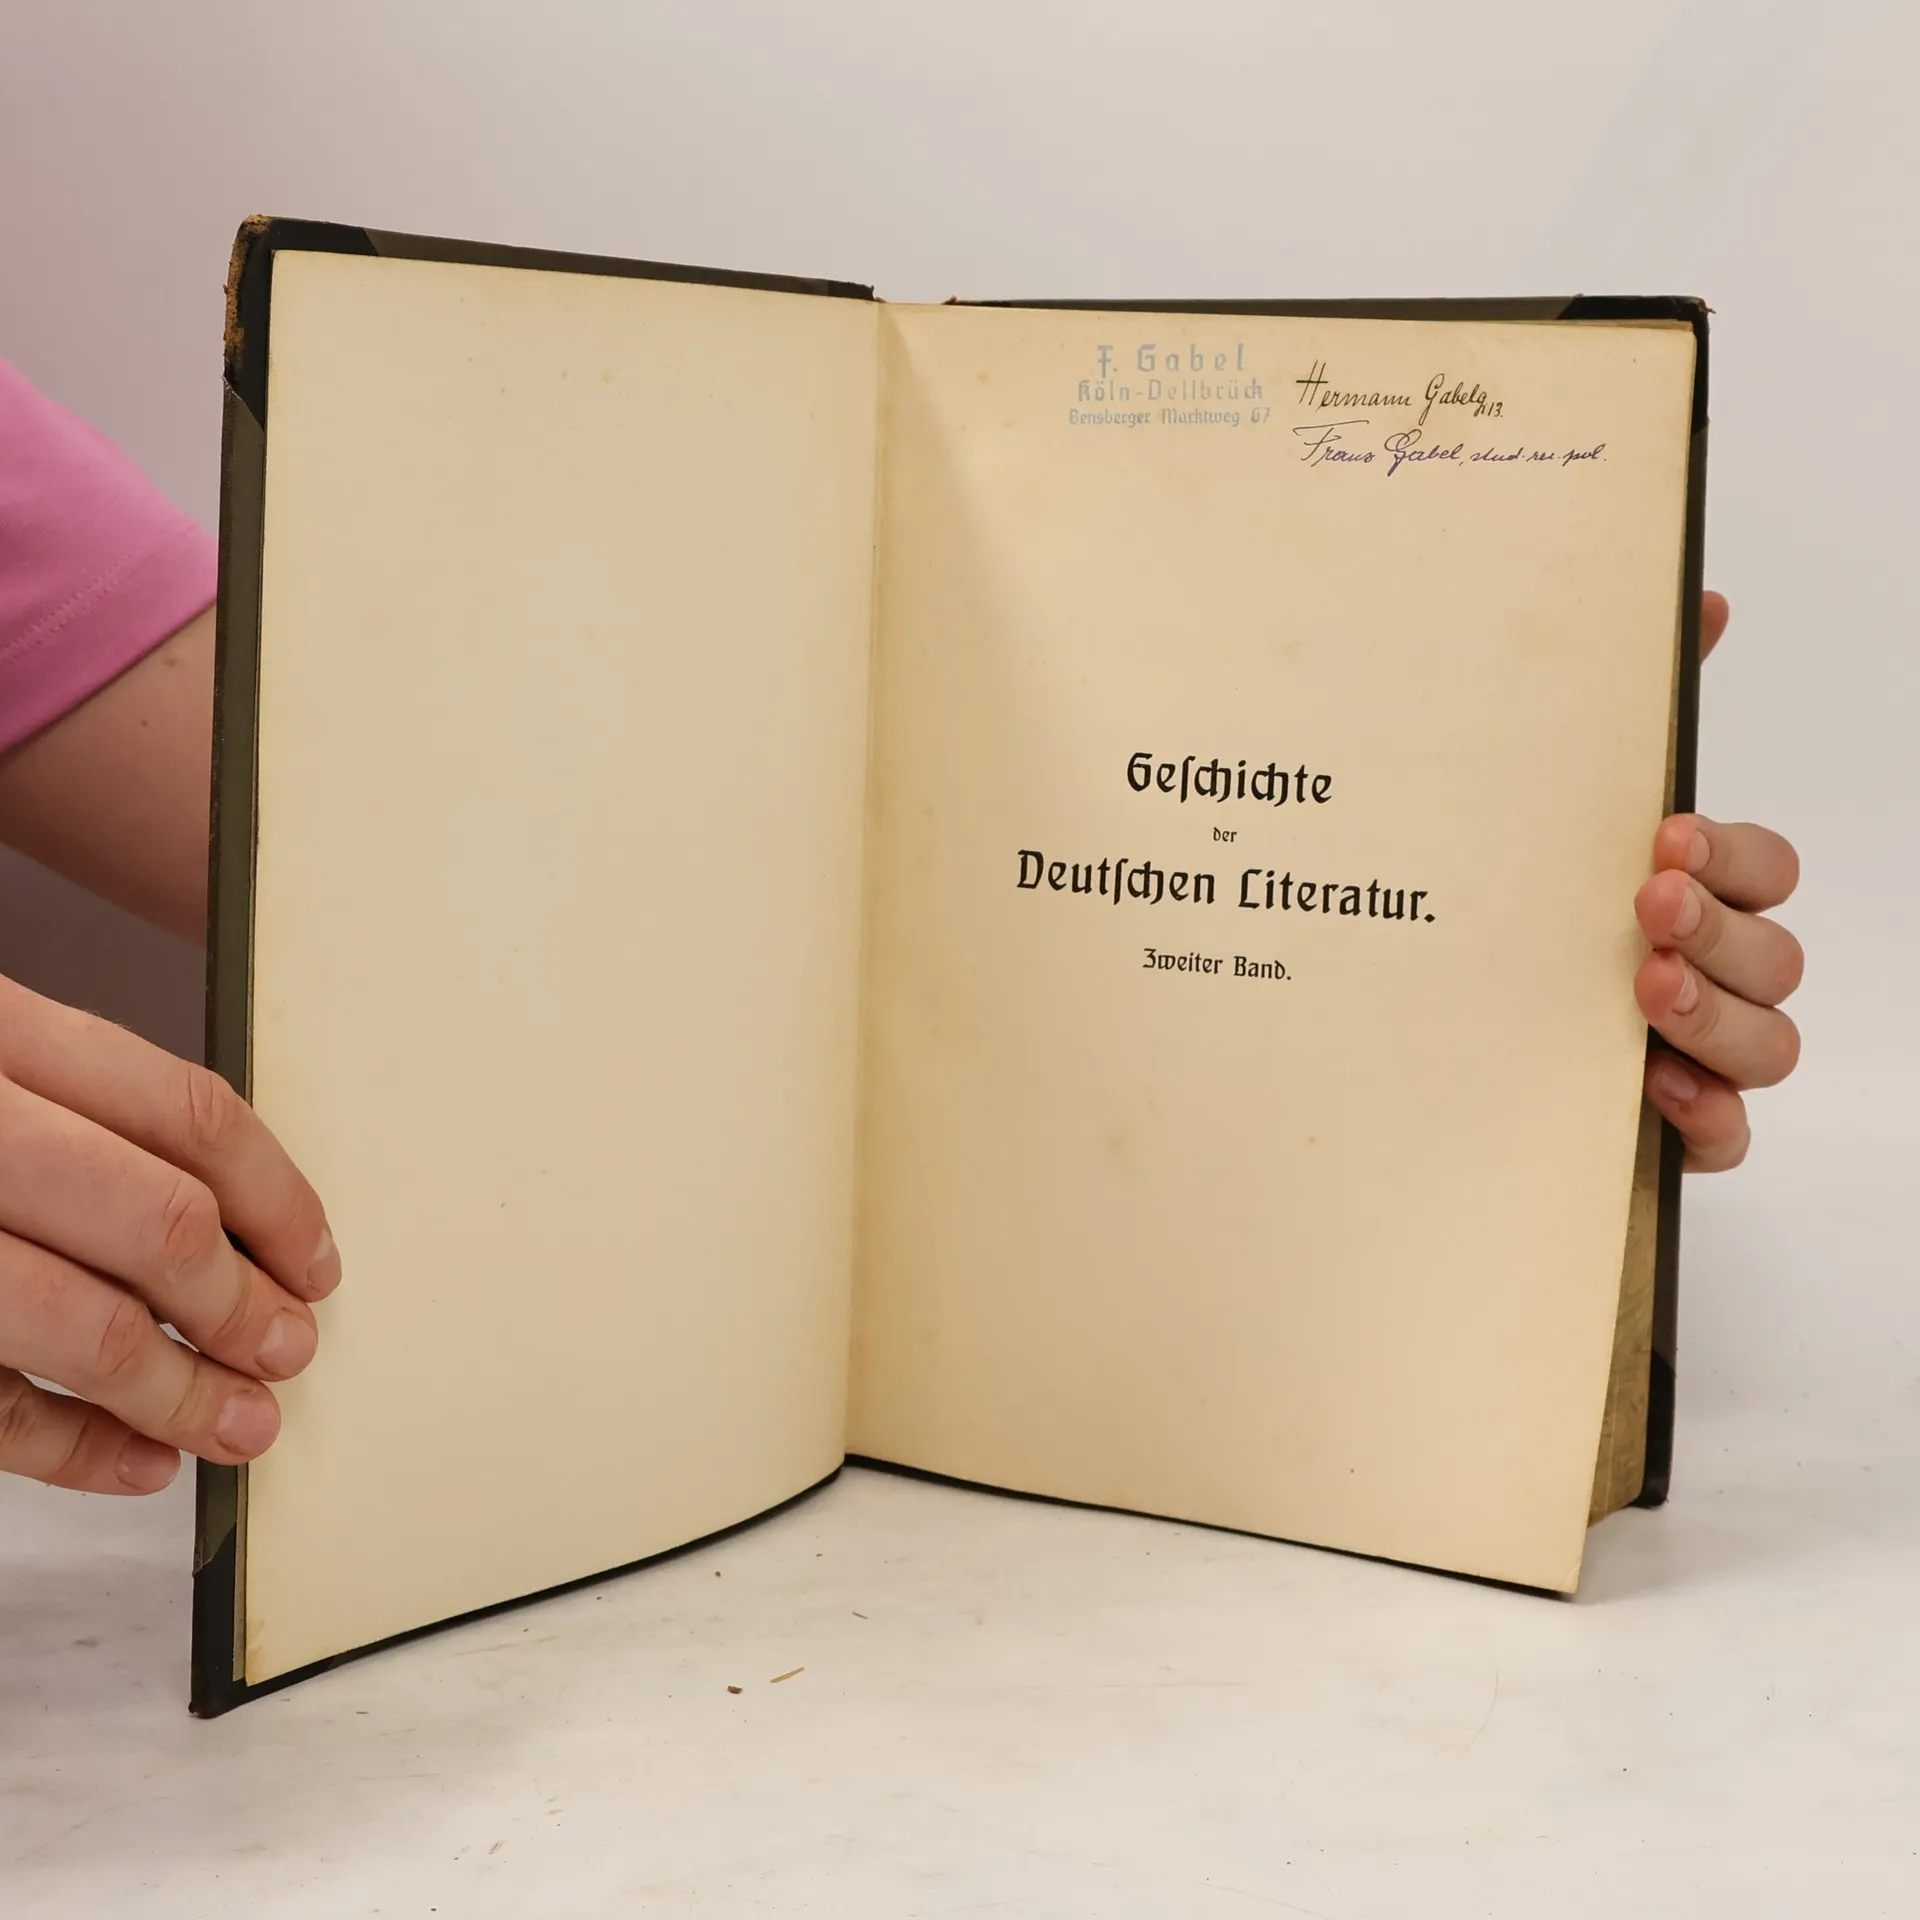 F. Gabel
Köln-Dellbrück
Bensberger Marktweg 67
Hermann Gabel
Franz Gabel, stud. rer. pol.
Geſchichte
der
Deutſchen Literatur.
Zweiter Band.